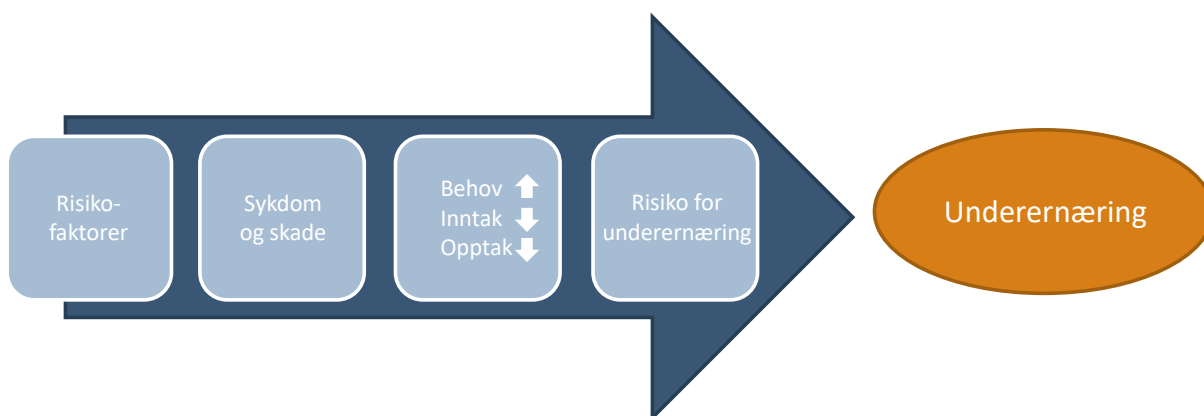 Risiko-
faktorer
Sykdom
og skade
Behov
Inntak
Opptak
Risiko for
underernæring
Underernæring